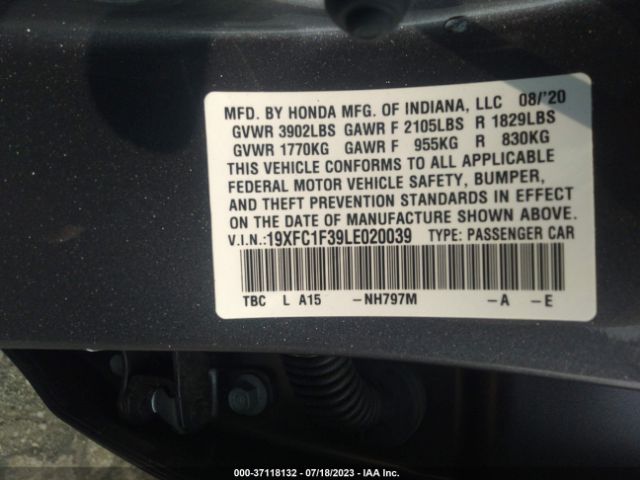 MFD. BY HONDA MFG. OF INDIANA, LLC 08/'20
GVWR 3902LBS GAWR F 2105LBS R 1829LBS
GVWR 1770KG GAWR F 955KG R 830KG
THIS VEHICLE CONFORMS TO ALL APPLICABLE
FEDERAL MOTOR VEHICLE SAFETY, BUMPER,
AND THEFT PREVENTION STANDARDS IN EFFECT
ON THE DATE OF MANUFACTURE SHOWN ABOVE.
V.I.N.:19XFC1F39LE020039 TYPE: PASSENGER CAR
TBC L A15 -NH797M -A -E
000-37118132 - 07/18/2023 - IAA Inc.